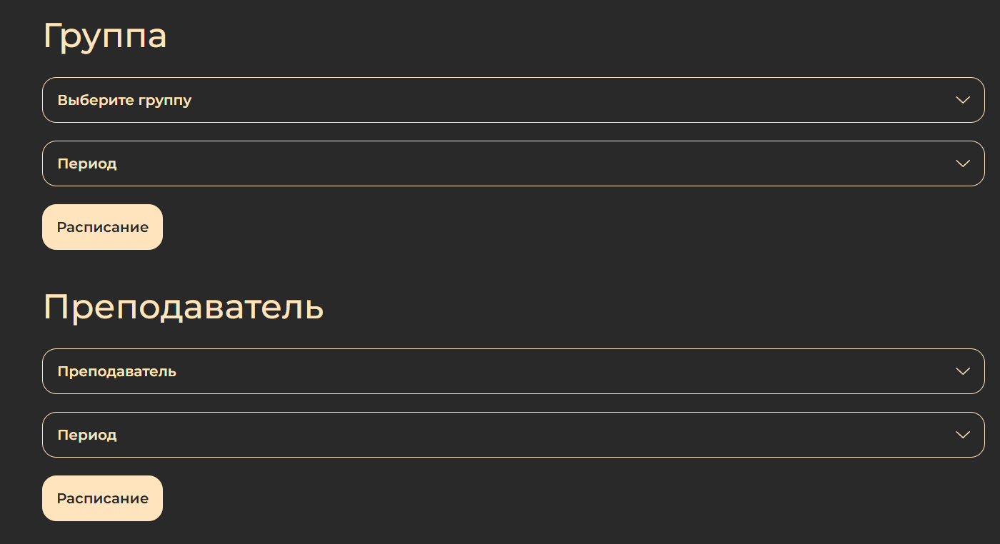 Группа
Выберите группу
Период
Расписание
Преподаватель
Преподаватель
Период
Расписание